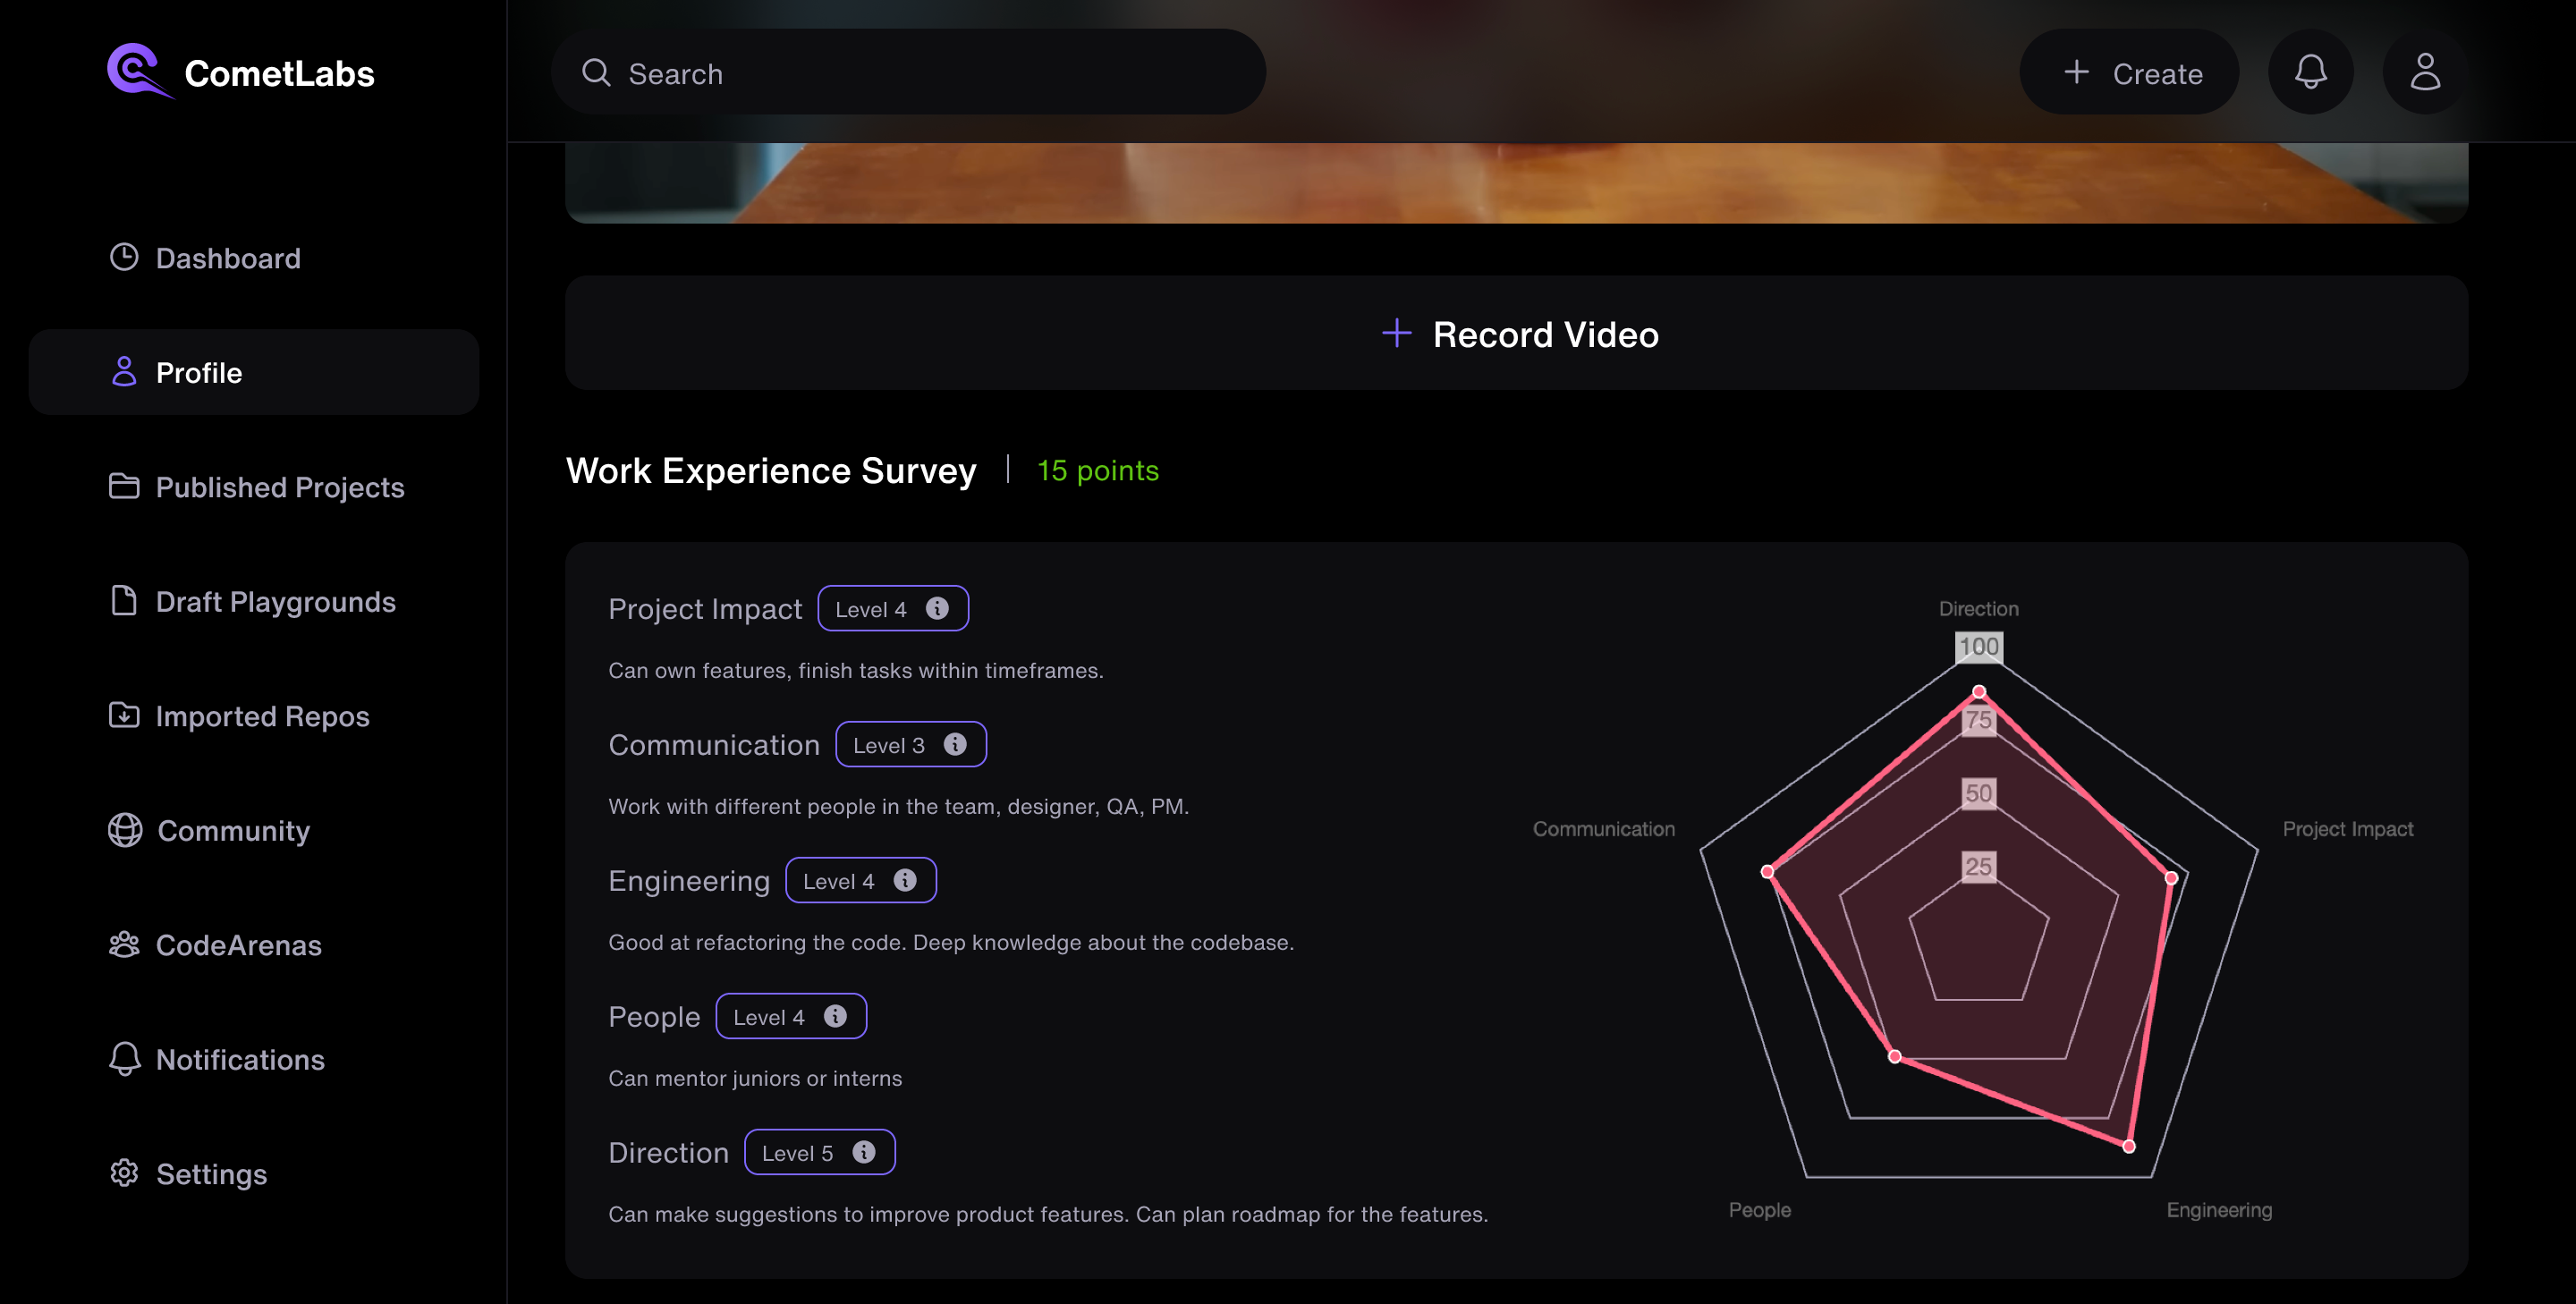 CometLabs
Search
Create
Dashboard
Profile
Published Projects
Draft Playgrounds
Imported Repos
Community
CodeArenas
Notifications
Settings
Record Video
Work Experience Survey
15 points
Project Impact Level 4
Can own features, finish tasks within timeframes.
Communication Level 3
Work with different people in the team, designer, QA, PM.
Engineering Level 4
Good at refactoring the code. Deep knowledge about the codebase.
People Level 4
Can mentor juniors or interns
Direction Level 5
Can make suggestions to improve product features. Can plan roadmap for the features.
Direction
100
75
50
25
Communication
Project Impact
People
Engineering